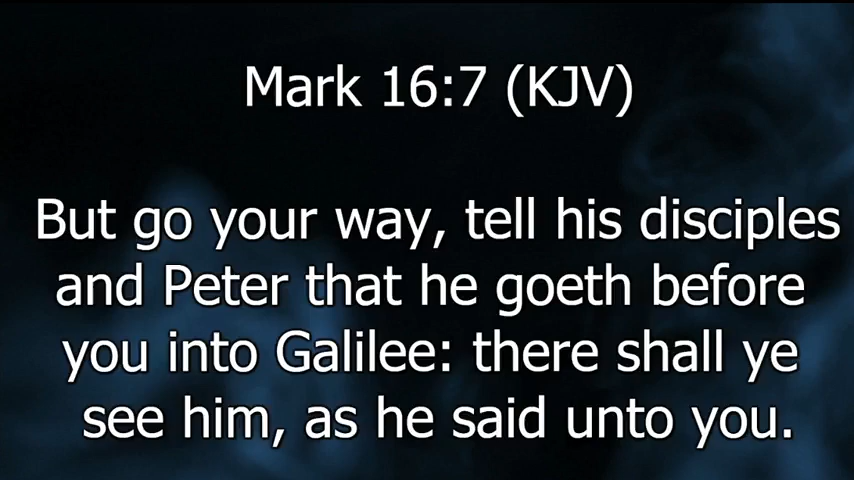 Mark 16:7 (KJV)
But go your way, tell his disciples
and Peter that he goeth before
you into Galilee: there shall ye
see him, as he said unto you.